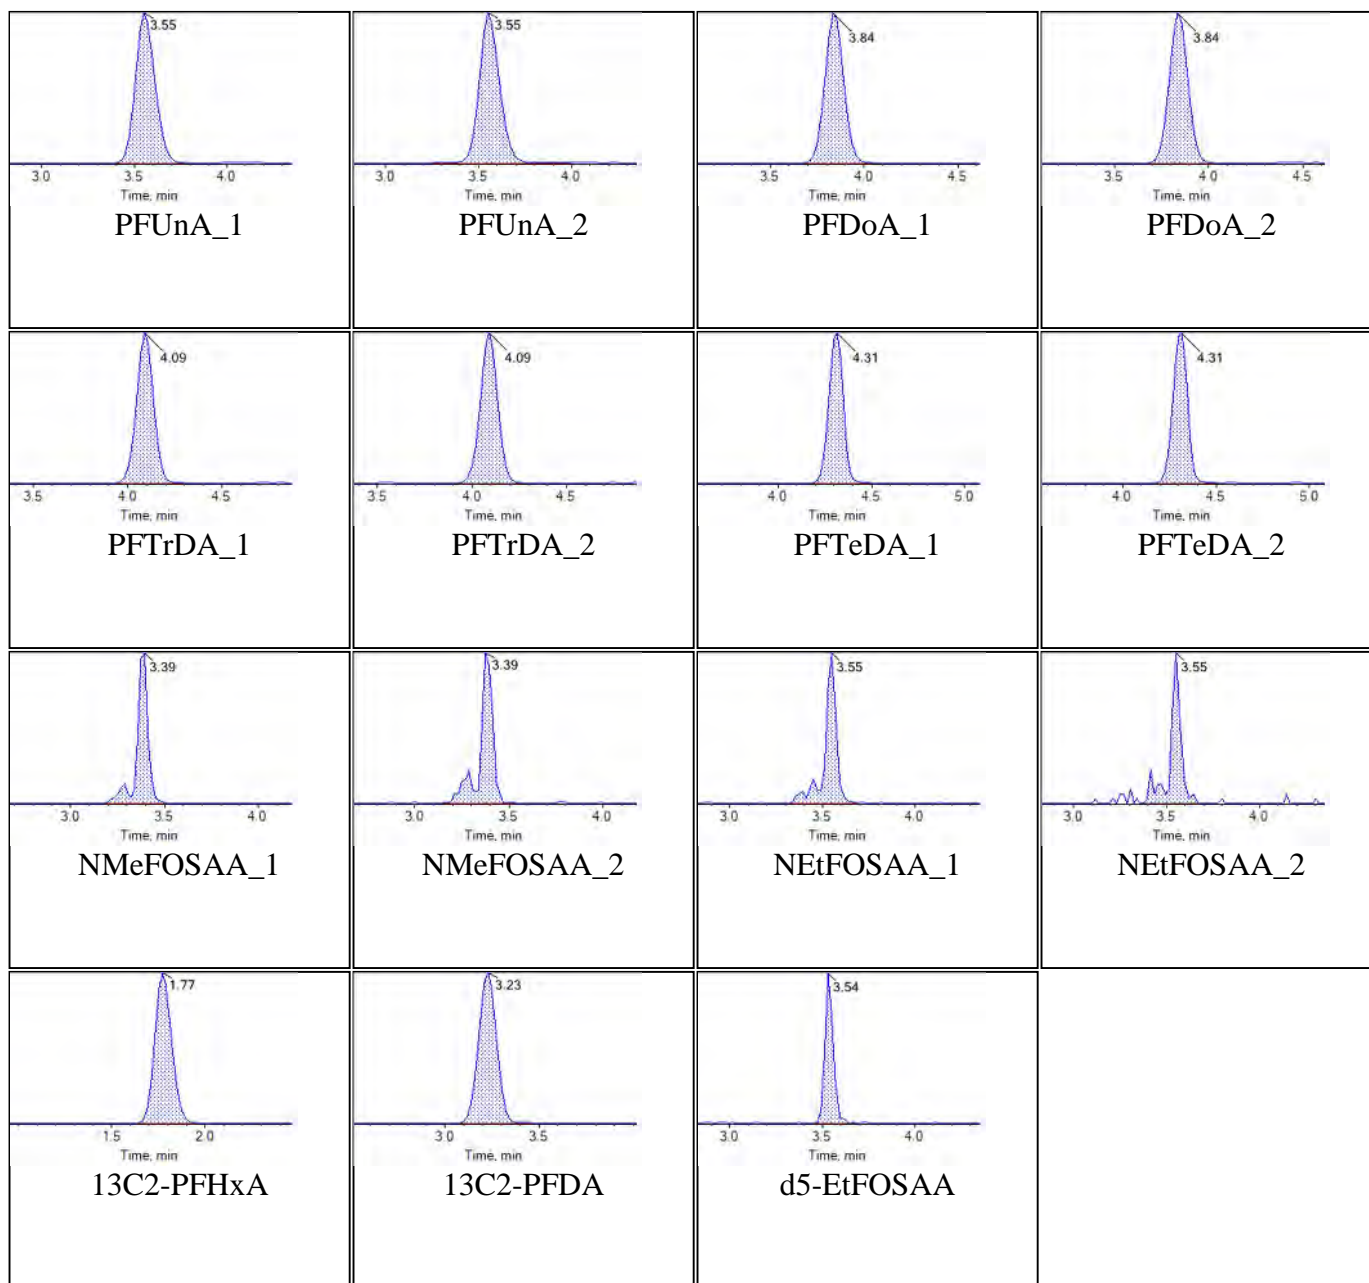 3.55
3.0 3.5 4.0
Time, min
PFUnA_1
3.55
3.0 3.5 4.0
Time, min
PFUnA_2
3.84
3.5 4.0 4.5
Time, min
PFDoA_1
3.84
3.5 4.0 4.5
Time, min
PFDoA_2
4.09
3.5 4.0 4.5
Time, min
PFTrDA_1
4.09
3.5 4.0 4.5
Time, min
PFTrDA_2
4.31
4.0 4.5 5.0
Time, min
PFTeDA_1
4.31
4.0 4.5 5.0
Time, min
PFTeDA_2
3.39
3.0 3.5 4.0
Time, min
NMeFOSAA_1
3.39
3.0 3.5 4.0
Time, min
NMeFOSAA_2
3.55
3.0 3.5 4.0
Time, min
NEtFOSAA_1
3.55
3.0 3.5 4.0
Time, min
NEtFOSAA_2
1.77
1.5 2.0
Time, min
13C2-PFHxA
3.23
3.0 3.5
Time, min
13C2-PFDA
3.54
3.0 3.5 4.0
Time, min
d5-EtFOSAA